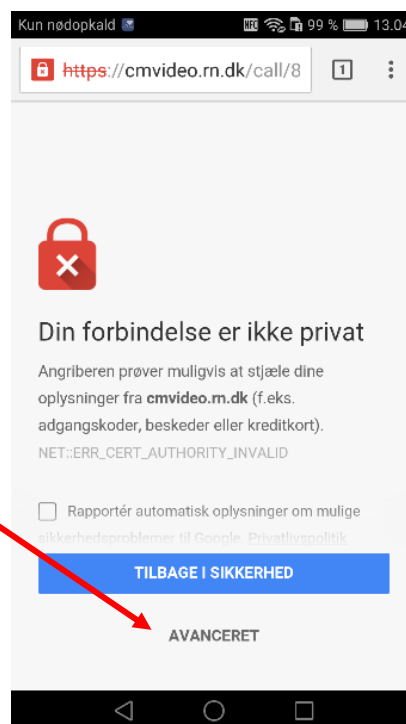 Kun nødopkald 99 % 13.04
https://cmvideo.rn.dk/call/8 1
Din forbindelse er ikke privat
Angriberen prøver muligvis at stjæle dine
oplysninger fra cmvideo.rn.dk (f.eks.
adgangskoder, beskeder eller kreditkort).
NET::ERR_CERT_AUTHORITY_INVALID
Rapportér automatisk oplysninger om mulige
sikkerhedsproblemer til Google. Privatlivspolitik
TILBAGE I SIKKERHED
AVANCERET